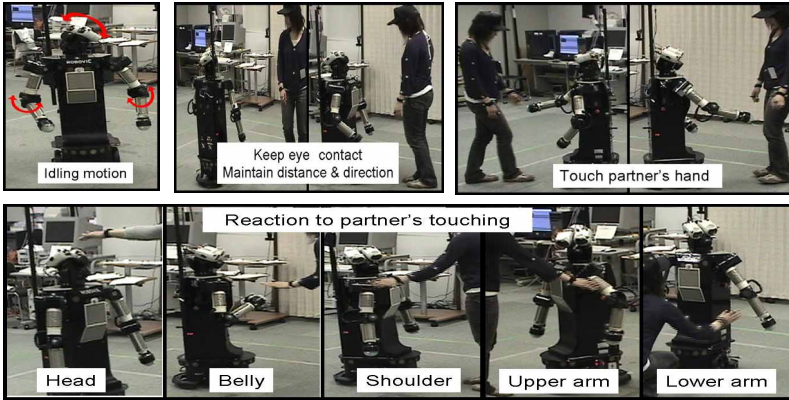 ROBOVIE
Idling motion
Keep eye contact
Maintain distance & direction
Touch partner's hand
Reaction to partner's touching
Head
Belly
Shoulder
Upper arm
Lower arm